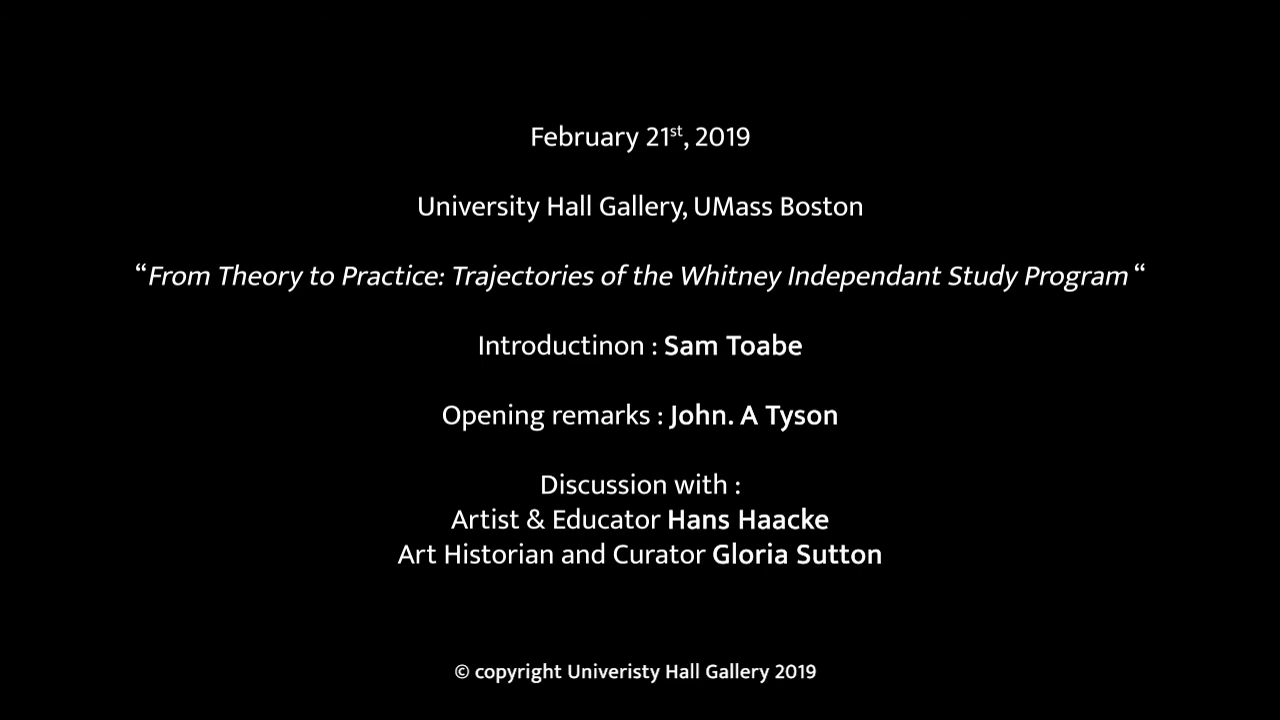 February 21st, 2019
University Hall Gallery, UMass Boston
“From Theory to Practice: Trajectories of the Whitney Independant Study Program “
Introductinon : Sam Toabe
Opening remarks : John. A Tyson
Discussion with :
Artist & Educator Hans Haacke
Art Historian and Curator Gloria Sutton
© copyright Univeristy Hall Gallery 2019